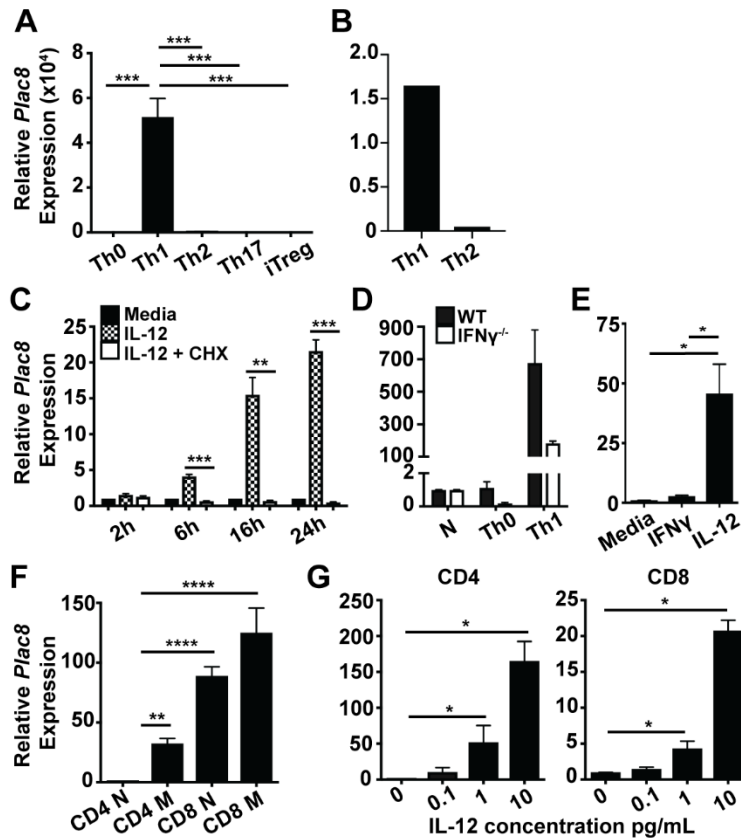 A
Relative Plac8
Expression (x10⁴)
8
6
4
2
0
***
***
***
***
Th0
Th1
Th2
Th17
iTreg
B
2.0
1.5
1.0
0.5
0
Th1
Th2
C
Media
IL-12
IL-12 + CHX
Relative Plac8
Expression
25
20
15
10
5
0
***
**
***
2h
6h
16h
24h
D
WT
IFNγ⁻/⁻
900
700
500
300
100
2
0
N
Th0
Th1
E
75
50
25
0
*
*
Media
IFNγ
IL-12
F
Relative Plac8
Expression
150
100
50
0
****
****
**
CD4 N
CD4 M
CD8 N
CD8 M
G
CD4
250
200
150
100
50
0
*
*
0
0.1
1
10
CD8
25
20
15
10
5
0
*
*
0
0.1
1
10
IL-12 concentration pg/mL